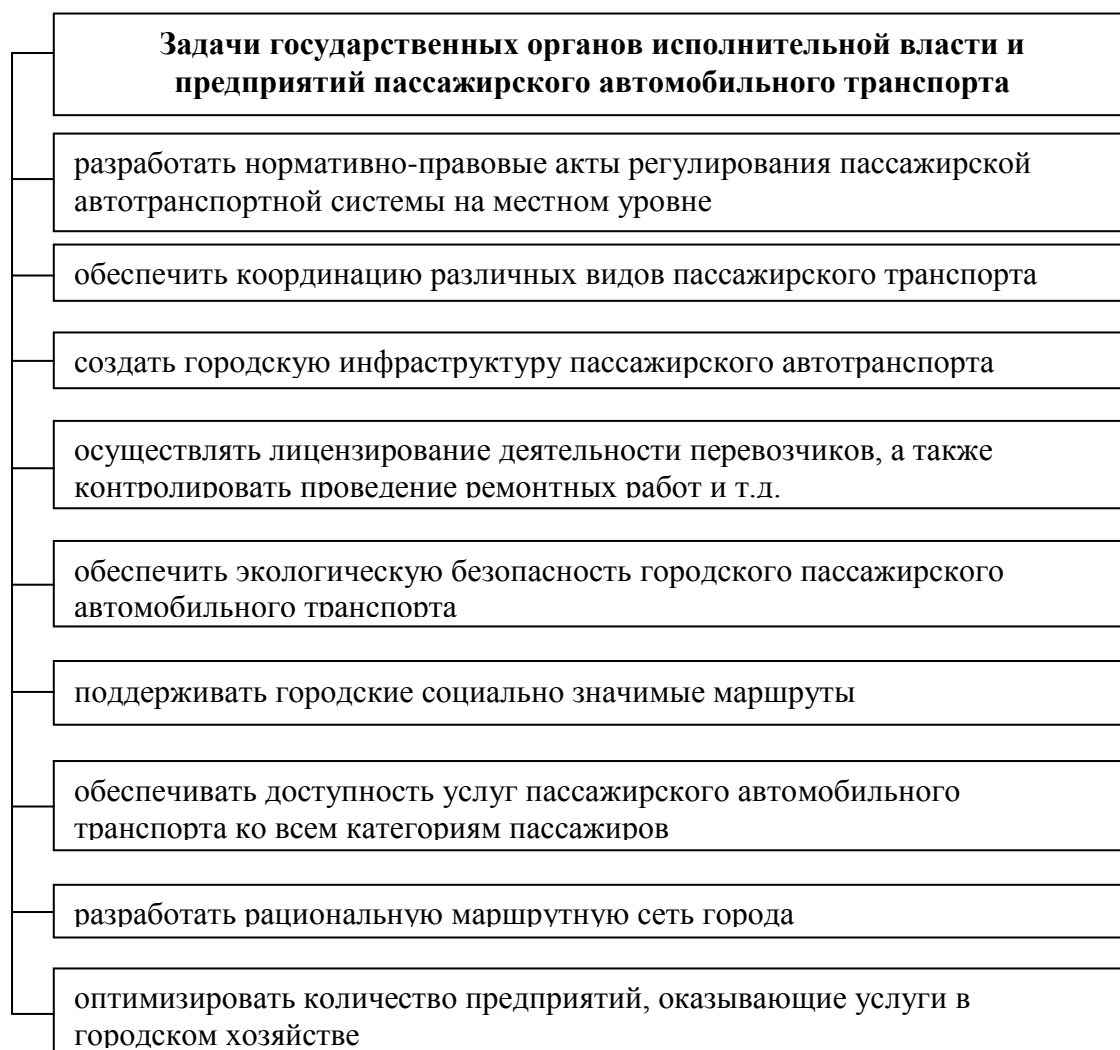 Задачи государственных органов исполнительной власти и
предприятий пассажирского автомобильного транспорта
разработать нормативно-правовые акты регулирования пассажирской
автотранспортной системы на местном уровне
обеспечить координацию различных видов пассажирского транспорта
создать городскую инфраструктуру пассажирского автотранспорта
осуществлять лицензирование деятельности перевозчиков, а также
контролировать проведение ремонтных работ и т.д.
обеспечить экологическую безопасность городского пассажирского
автомобильного транспорта
поддерживать городские социально значимые маршруты
обеспечивать доступность услуг пассажирского автомобильного
транспорта ко всем категориям пассажиров
разработать рациональную маршрутную сеть города
оптимизировать количество предприятий, оказывающие услуги в
городском хозяйстве